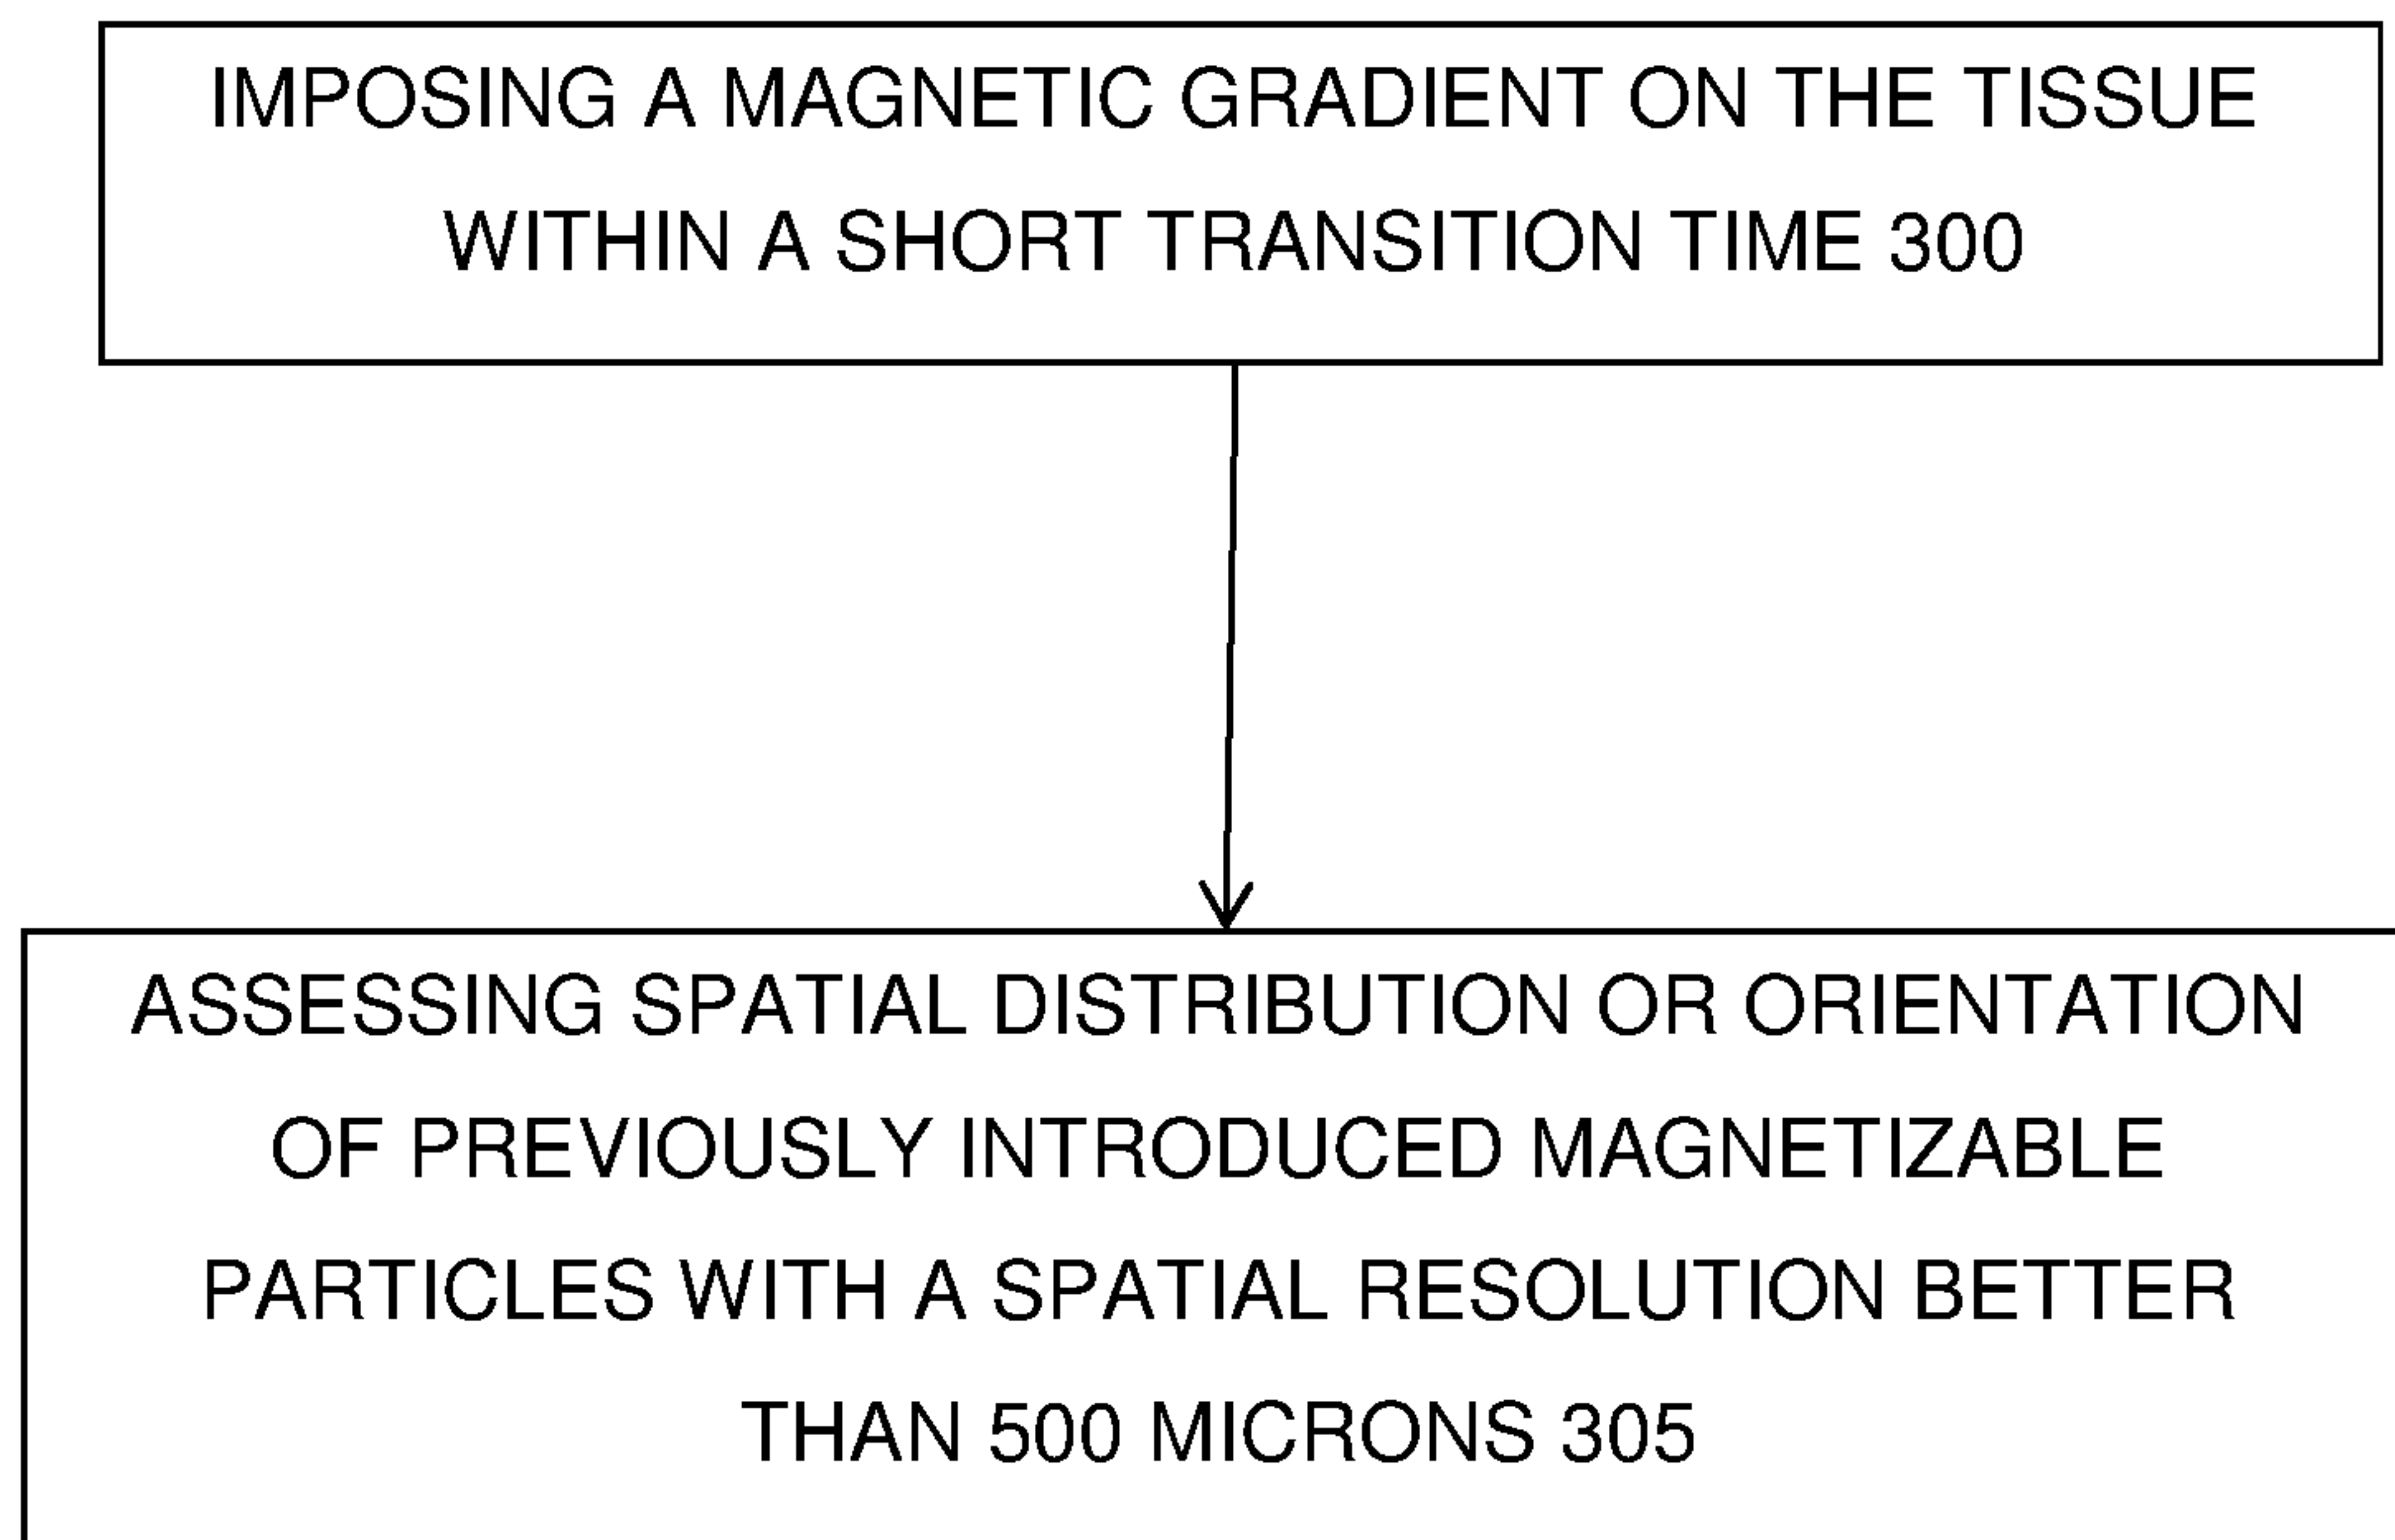 IMPOSING A MAGNETIC GRADIENT ON THE TISSUE
WITHIN A SHORT TRANSITION TIME 300
ASSESSING SPATIAL DISTRIBUTION OR ORIENTATION
OF PREVIOUSLY INTRODUCED MAGNETIZABLE
PARTICLES WITH A SPATIAL RESOLUTION BETTER
THAN 500 MICRONS 305